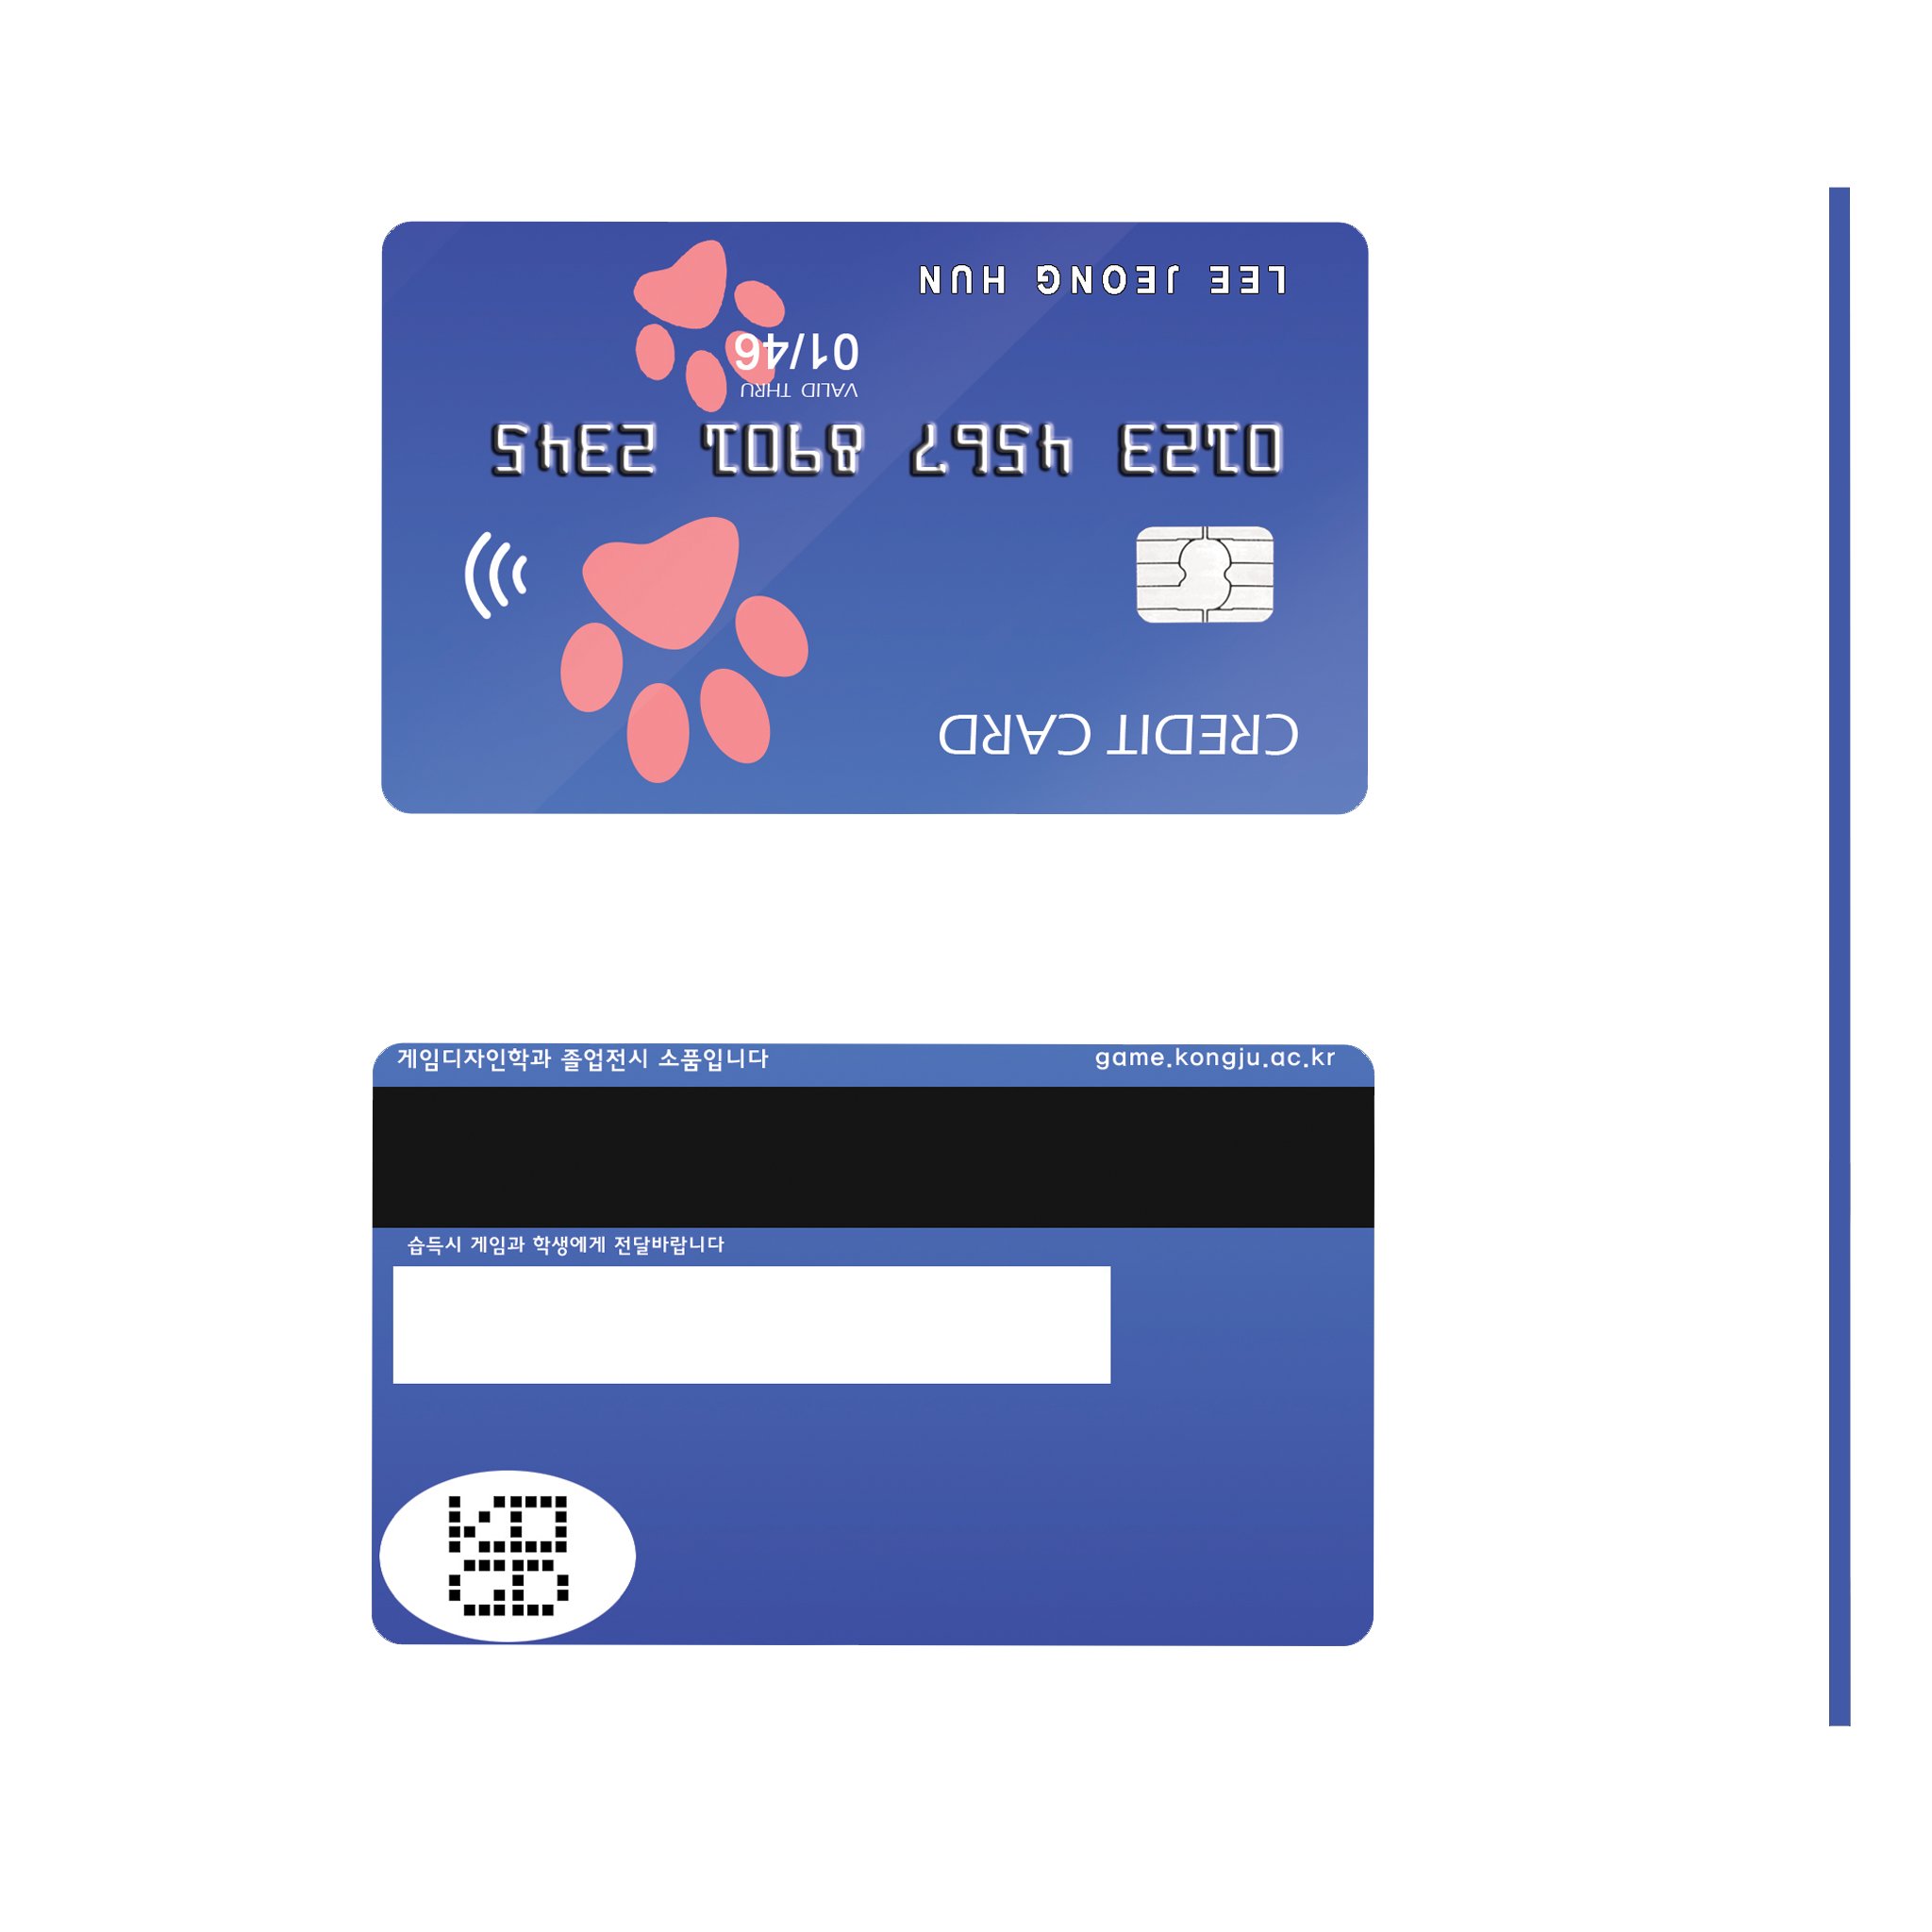 CREDIT CARD
0123 4567 8901 2345
VALID THRU
01/46
LEE JEONG HUN
게임디자인학과 졸업전시 소품입니다
game.kongju.ac.kr
습득시 게임과 학생에게 전달바랍니다
KO
GD